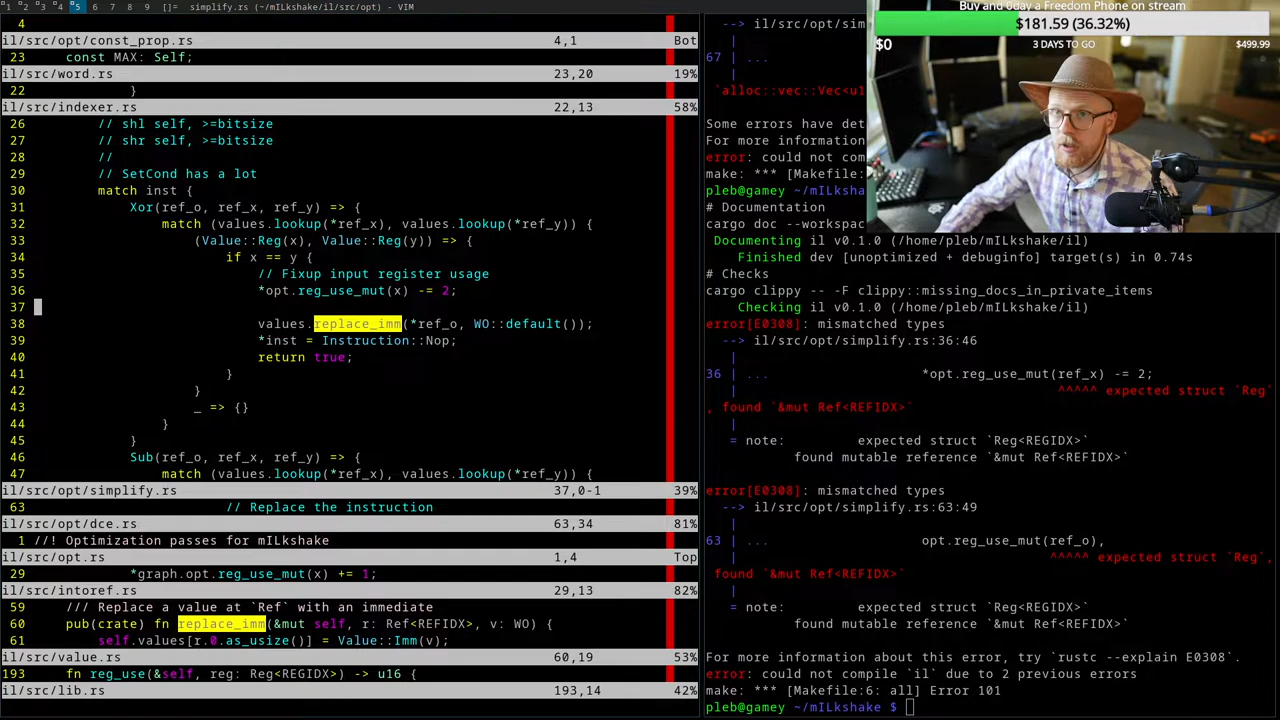 1 2 3 4 5 6 7 8 9 []= simplify.rs (~/mILkshake/il/src/opt) - VIM
4
il/src/opt/const_prop.rs 4,1 Bot
23 const MAX: Self;
il/src/word.rs 23,20 19%
22 }
il/src/indexer.rs 22,13 58%
26 // shl self, >=bitsize
27 // shr self, >=bitsize
28 //
29 // SetCond has a lot
30 match inst {
31 Xor(ref_o, ref_x, ref_y) => {
32 match (values.lookup(*ref_x), values.lookup(*ref_y)) {
33 (Value::Reg(x), Value::Reg(y)) => {
34 if x == y {
35 // Fixup input register usage
36 *opt.reg_use_mut(x) -= 2;
37
38 values.replace_imm(*ref_o, WO::default());
39 *inst = Instruction::Nop;
40 return true;
41 }
42 }
43 _ => {}
44 }
45 }
46 Sub(ref_o, ref_x, ref_y) => {
47 match (values.lookup(*ref_x), values.lookup(*ref_y)) {
il/src/opt/simplify.rs 37,0-1 39%
63 // Replace the instruction
il/src/opt/dce.rs 63,34 81%
1 //! Optimization passes for mILkshake
il/src/opt.rs 1,4 Top
29 *graph.opt.reg_use_mut(x) += 1;
il/src/intoref.rs 29,13 82%
59 /// Replace a value at `Ref` with an immediate
60 pub(crate) fn replace_imm(&mut self, r: Ref<REFIDX>, v: WO) {
61 self.values[r.0.as_usize()] = Value::Imm(v);
il/src/value.rs 60,19 53%
193 fn reg_use(&self, reg: Reg<REGIDX>) -> u16 {
il/src/lib.rs 193,14 42%
--> il/src/opt/sim
|
67 | ...
|
`alloc::vec::Vec<u1
Some errors have det
For more information
error: could not com
make: *** [Makefile:
pleb@gamey ~/mILksha
# Documentation
cargo doc --workspac
Documenting il v0.1.0 (/home/pleb/mILkshake/il)
Finished dev [unoptimized + debuginfo] target(s) in 0.74s
# Checks
cargo clippy -- -F clippy::missing_docs_in_private_items
Checking il v0.1.0 (/home/pleb/mILkshake/il)
error[E0308]: mismatched types
--> il/src/opt/simplify.rs:36:46
|
36 | ... *opt.reg_use_mut(ref_x) -= 2;
| ^^^^^ expected struct `Reg`
, found `&mut Ref<REFIDX>`
|
= note: expected struct `Reg<REGIDX>`
found mutable reference `&mut Ref<REFIDX>`
error[E0308]: mismatched types
--> il/src/opt/simplify.rs:63:49
|
63 | ... opt.reg_use_mut(ref_o),
| ^^^^^ expected struct `Reg`,
found `&mut Ref<REFIDX>`
|
= note: expected struct `Reg<REGIDX>`
found mutable reference `&mut Ref<REFIDX>`
For more information about this error, try `rustc --explain E0308`.
error: could not compile `il` due to 2 previous errors
make: *** [Makefile:6: all] Error 101
pleb@gamey ~/mILkshake $
Buy and 0day a Freedom Phone on stream
$181.59 (36.32%)
$0 3 DAYS TO GO $499.99